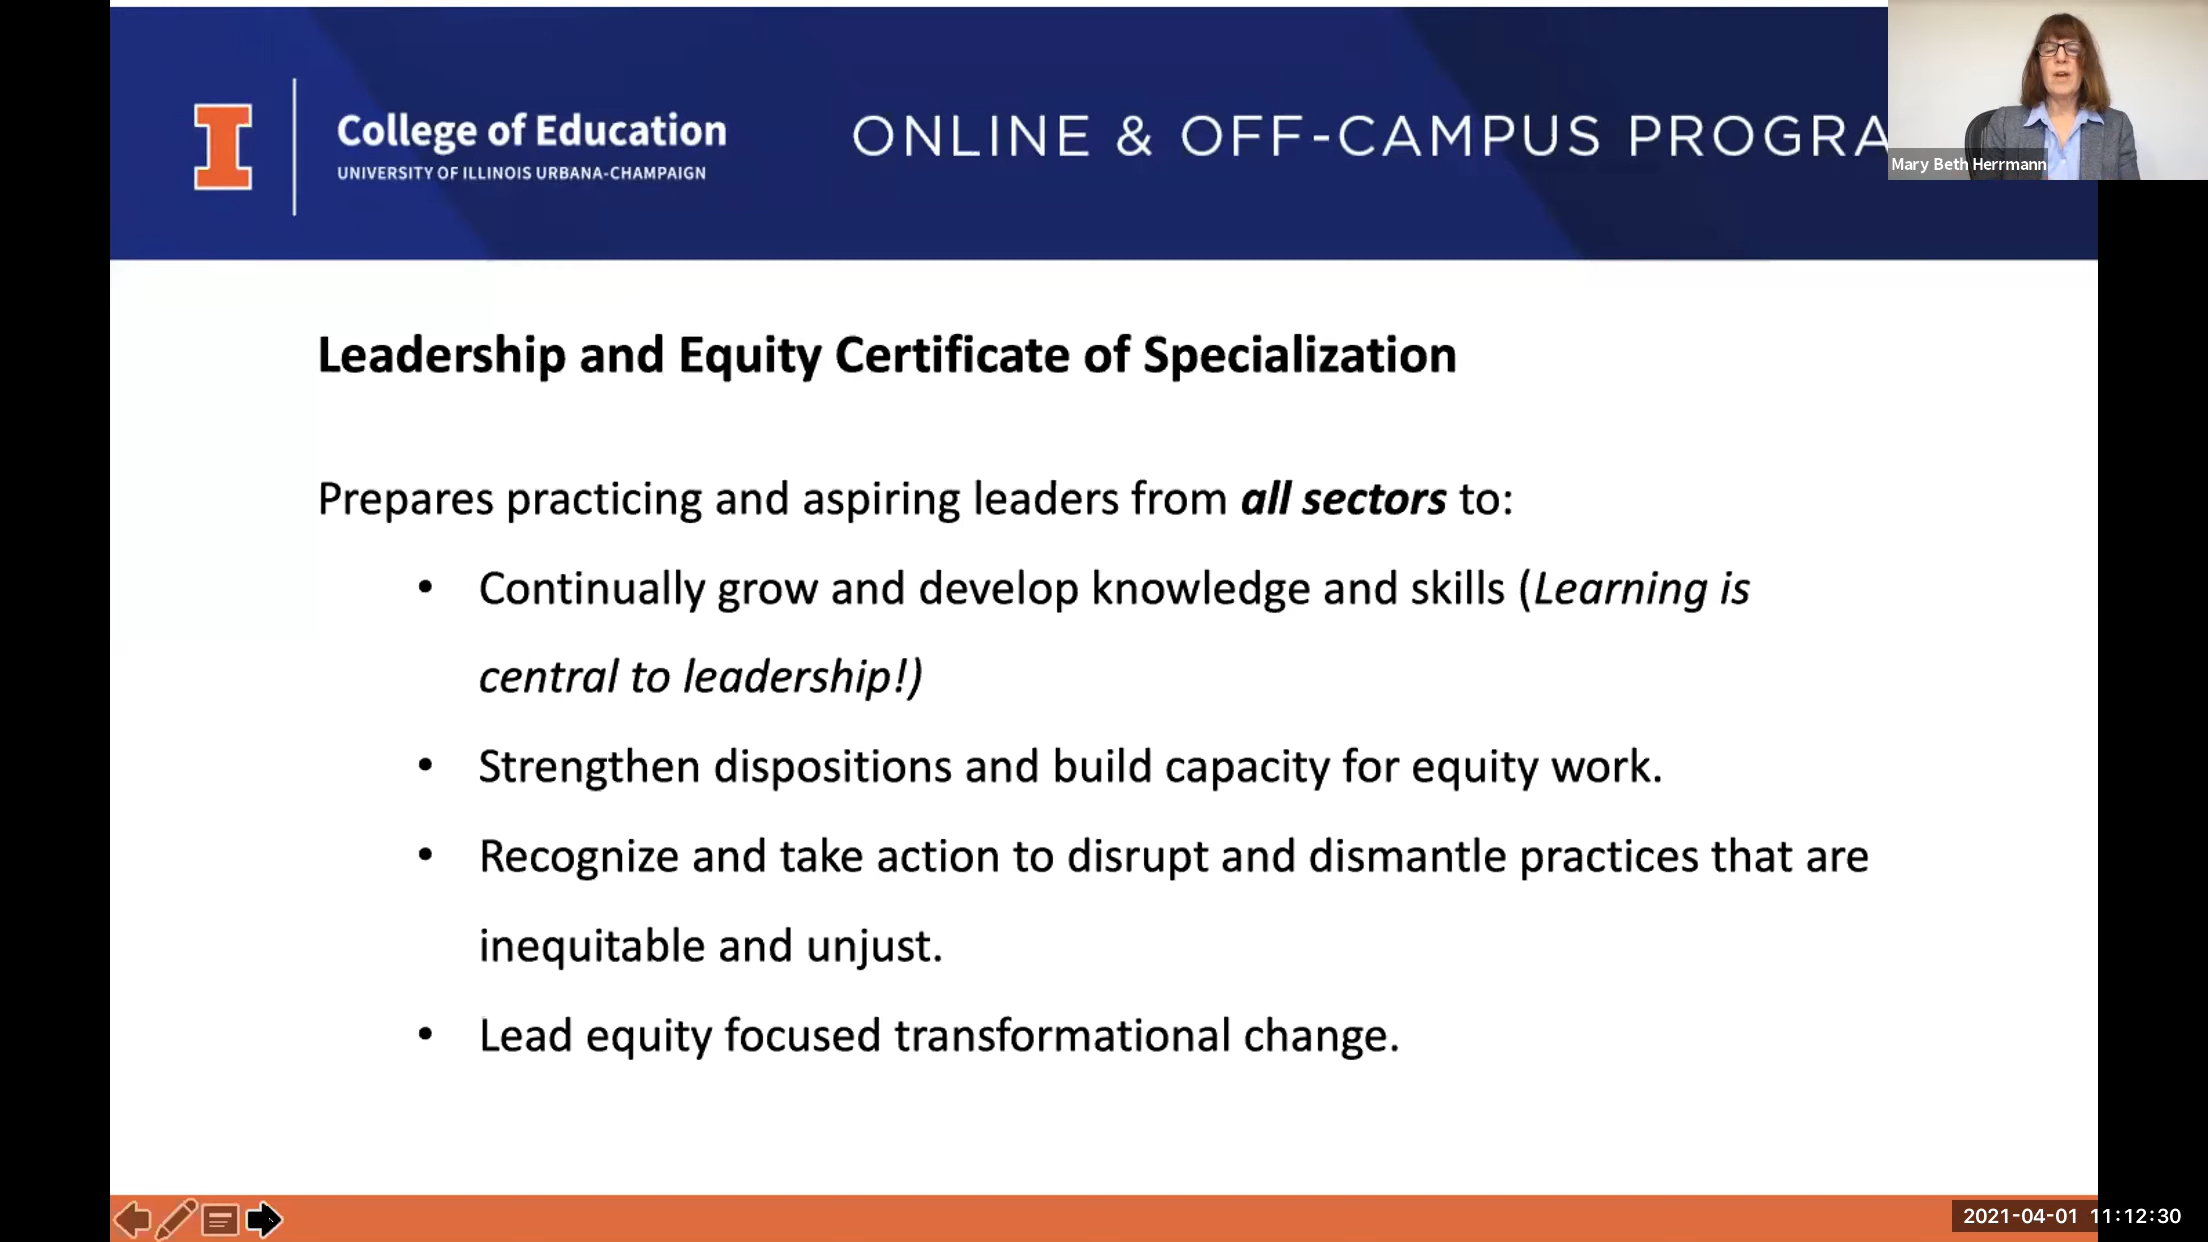 I
College of Education
UNIVERSITY OF ILLINOIS URBANA-CHAMPAIGN
ONLINE & OFF-CAMPUS PROGRA
Mary Beth Herrmann
Leadership and Equity Certificate of Specialization
Prepares practicing and aspiring leaders from all sectors to:
• Continually grow and develop knowledge and skills (Learning is
central to leadership!)
• Strengthen dispositions and build capacity for equity work.
• Recognize and take action to disrupt and dismantle practices that are
inequitable and unjust.
• Lead equity focused transformational change.
2021-04-01 11:12:30